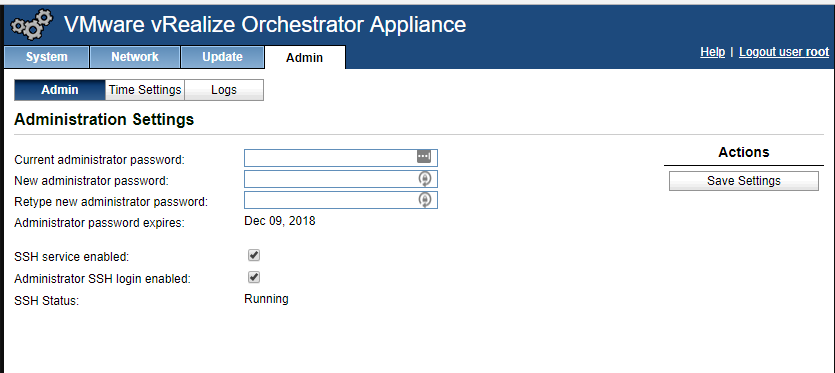 VMware vRealize Orchestrator Appliance
System Network Update Admin Help | Logout user root
Admin Time Settings Logs
Administration Settings
Actions
Current administrator password:
New administrator password: Save Settings
Retype new administrator password:
Administrator password expires: Dec 09, 2018
SSH service enabled:
Administrator SSH login enabled:
SSH Status: Running